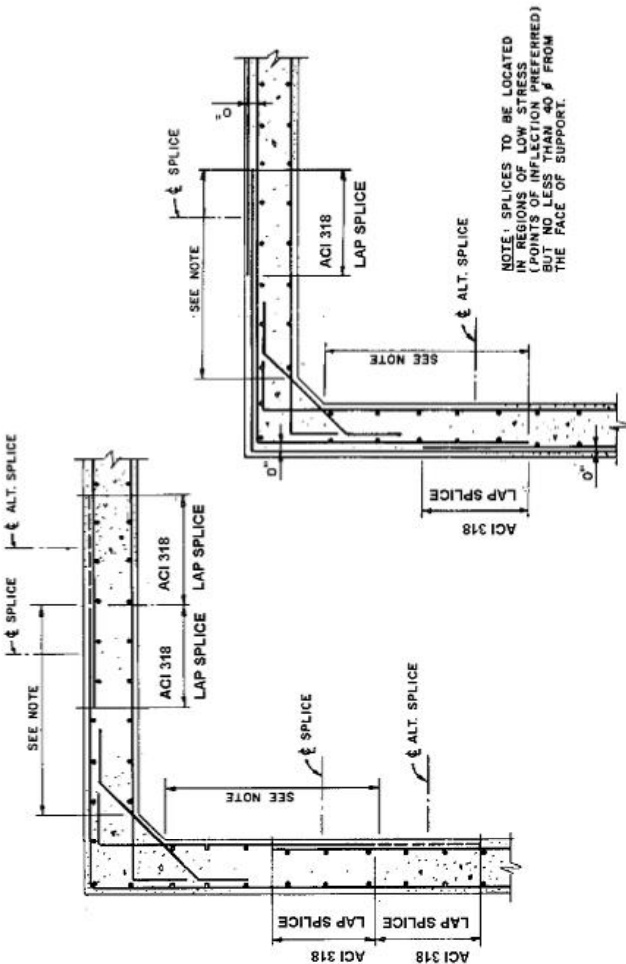 ℄ ALT. SPLICE
℄ SPLICE
SEE NOTE
ACI 318
LAP SPLICE
ACI 318
LAP SPLICE
℄ SPLICE
SEE NOTE
℄ ALT. SPLICE
ACI 318
LAP SPLICE
ACI 318
LAP SPLICE
℄ SPLICE
SEE NOTE
ACI 318
LAP SPLICE
℄ ALT. SPLICE
SEE NOTE
ACI 318
LAP SPLICE
NOTE: SPLICES TO BE LOCATED
IN REGIONS OF LOW STRESS
(POINTS OF INFLECTION PREFERRED)
BUT NO LESS THAN 40 ∅ FROM
THE FACE OF SUPPORT.